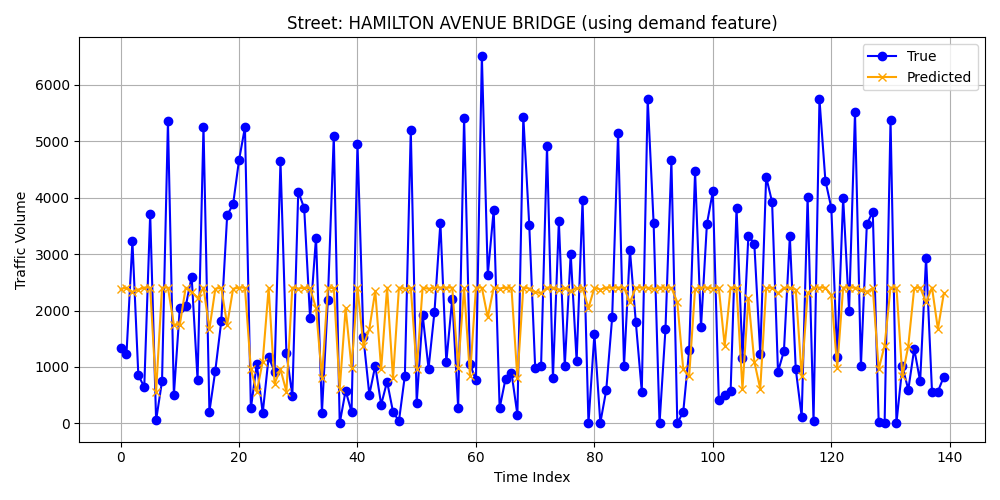 Street: HAMILTON AVENUE BRIDGE (using demand feature)
True
Predicted
Traffic Volume
6000
5000
4000
3000
2000
1000
0
0 20 40 60 80 100 120 140
Time Index